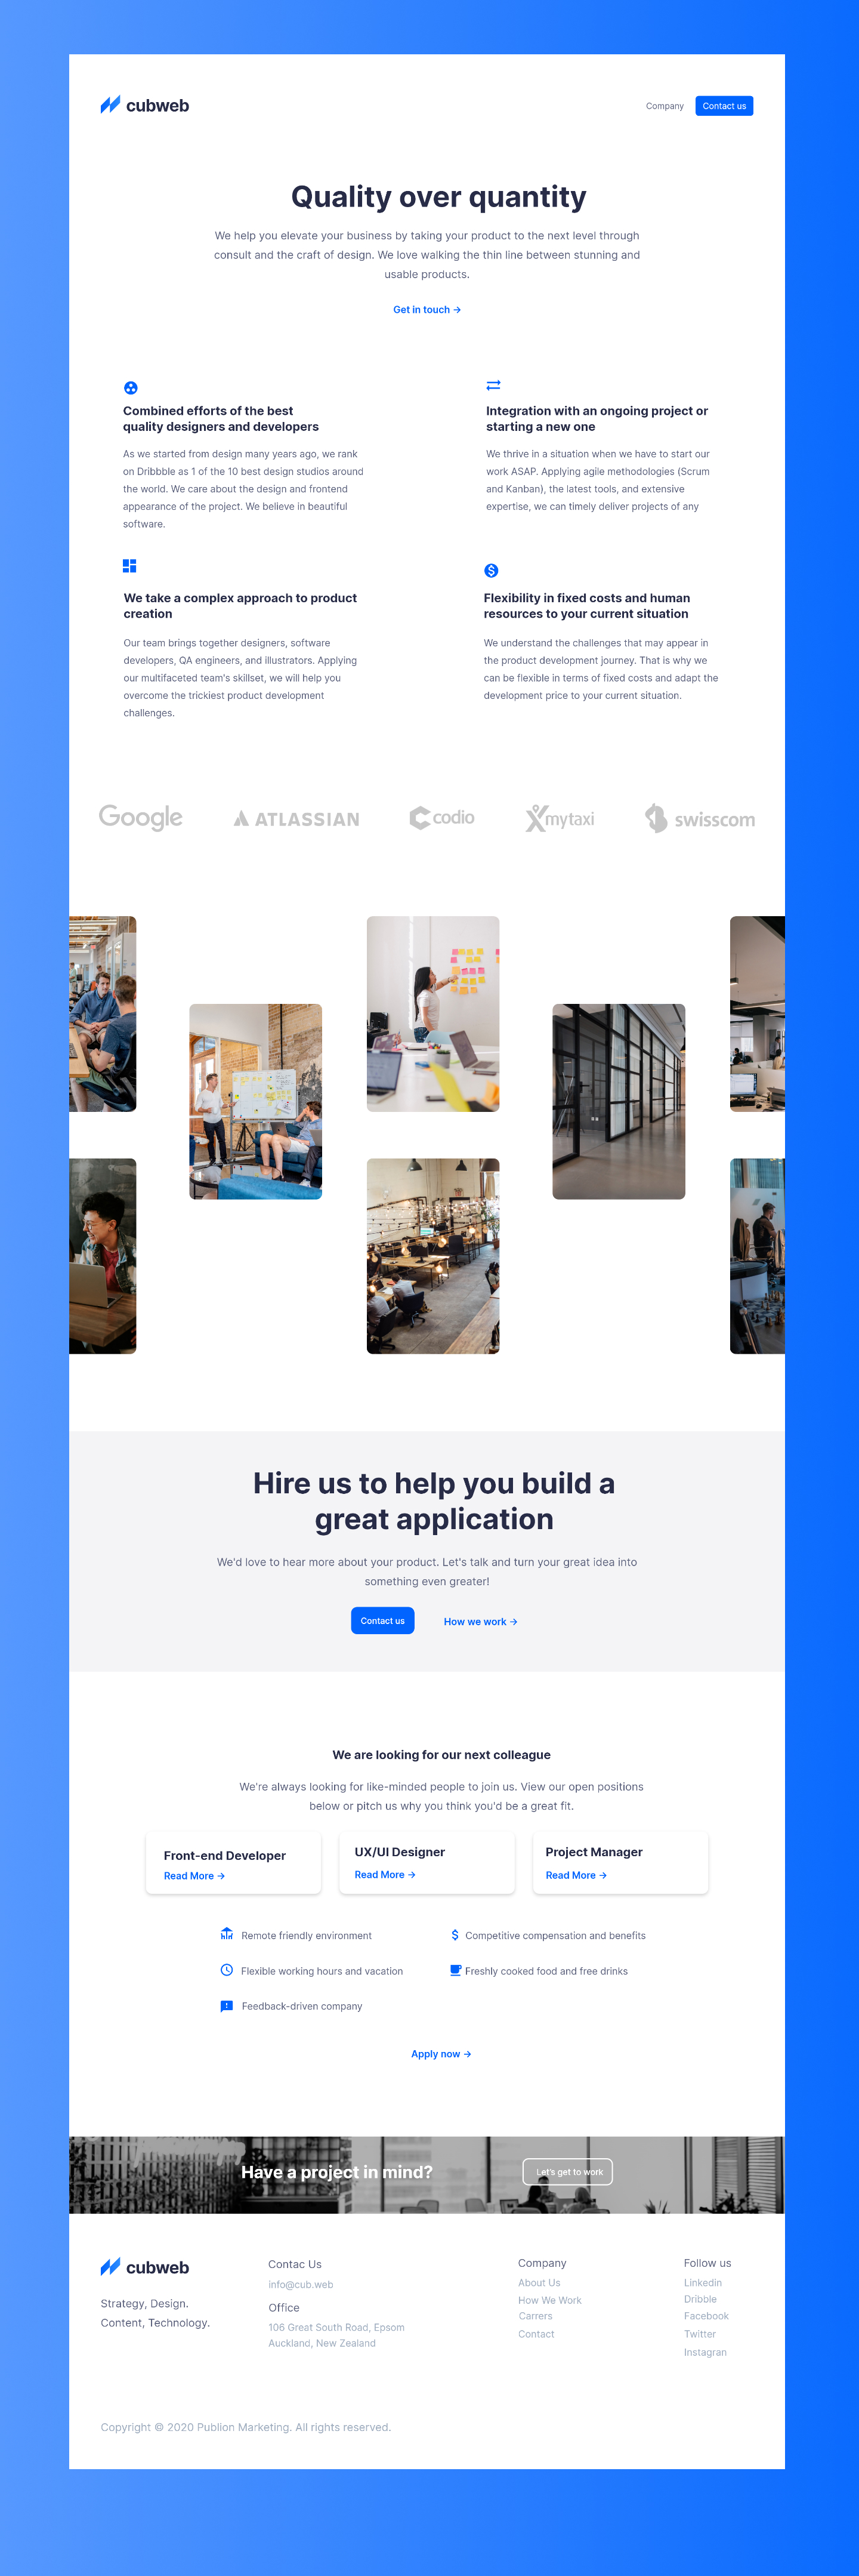 cubweb
Company
Contact us
Quality over quantity
We help you elevate your business by taking your product to the next level through
consult and the craft of design. We love walking the thin line between stunning and
usable products.
Get in touch →
Combined efforts of the best
quality designers and developers
As we started from design many years ago, we rank
on Dribbble as 1 of the 10 best design studios around
the world. We care about the design and frontend
appearance of the project. We believe in beautiful
software.
Integration with an ongoing project or
starting a new one
We thrive in a situation when we have to start our
work ASAP. Applying agile methodologies (Scrum
and Kanban), the latest tools, and extensive
expertise, we can timely deliver projects of any
We take a complex approach to product
creation
Our team brings together designers, software
developers, QA engineers, and illustrators. Applying
our multifaceted team's skillset, we will help you
overcome the trickiest product development
challenges.
Flexibility in fixed costs and human
resources to your current situation
We understand the challenges that may appear in
the product development journey. That is why we
can be flexible in terms of fixed costs and adapt the
development price to your current situation.
Google
ATLASSIAN
codio
mytaxi
swisscom
Hire us to help you build a
great application
We'd love to hear more about your product. Let's talk and turn your great idea into
something even greater!
Contact us
How we work →
We are looking for our next colleague
We're always looking for like-minded people to join us. View our open positions
below or pitch us why you think you'd be a great fit.
Front-end Developer
Read More →
UX/UI Designer
Read More →
Project Manager
Read More →
Remote friendly environment
Competitive compensation and benefits
Flexible working hours and vacation
Freshly cooked food and free drinks
Feedback-driven company
Apply now →
Have a project in mind?
Let's get to work
cubweb
Strategy, Design.
Content, Technology.
Contac Us
info@cub.web
Office
106 Great South Road, Epsom
Auckland, New Zealand
Company
About Us
How We Work
Carrers
Contact
Follow us
Linkedin
Dribble
Facebook
Twitter
Instagran
Copyright © 2020 Publion Marketing. All rights reserved.